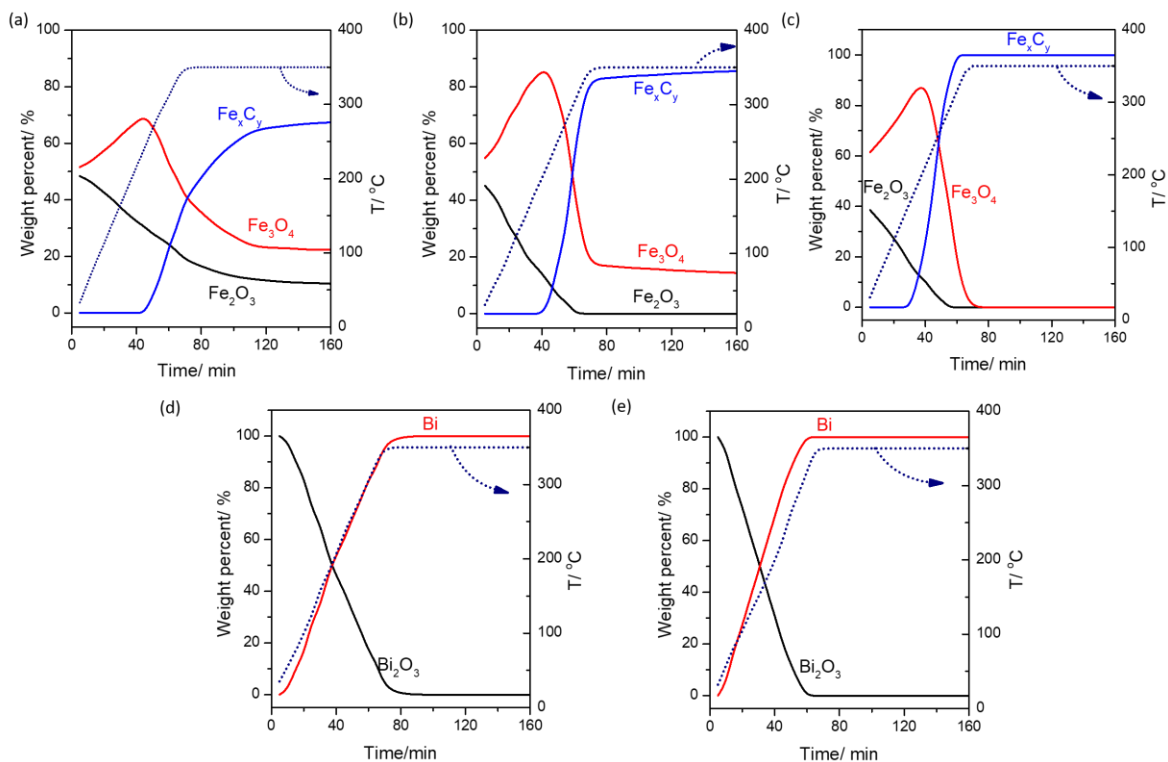 (a)
Weight percent/ %
100
80
60
40
20
0
Fe₂O₃
Fe₃O₄
FeₓCᵧ
400
300
200
100
0
T/ °C
0 40 80 120 160
Time/ min
(b)
Weight percent/ %
100
80
60
40
20
0
Fe₂O₃
Fe₃O₄
FeₓCᵧ
400
300
200
100
0
T/ °C
0 40 80 120 160
Time/ min
(c)
Weight percent/ %
100
80
60
40
20
0
Fe₂O₃
Fe₃O₄
FeₓCᵧ
400
300
200
100
0
T/ °C
0 40 80 120 160
Time/ min
(d)
Weight percent/ %
100
80
60
40
20
0
Bi
Bi₂O₃
400
300
200
100
0
T/ °C
0 40 80 120 160
Time/min
(e)
Weight percent/ %
100
80
60
40
20
0
Bi
Bi₂O₃
400
300
200
100
0
T/ °C
0 40 80 120 160
Time/ min